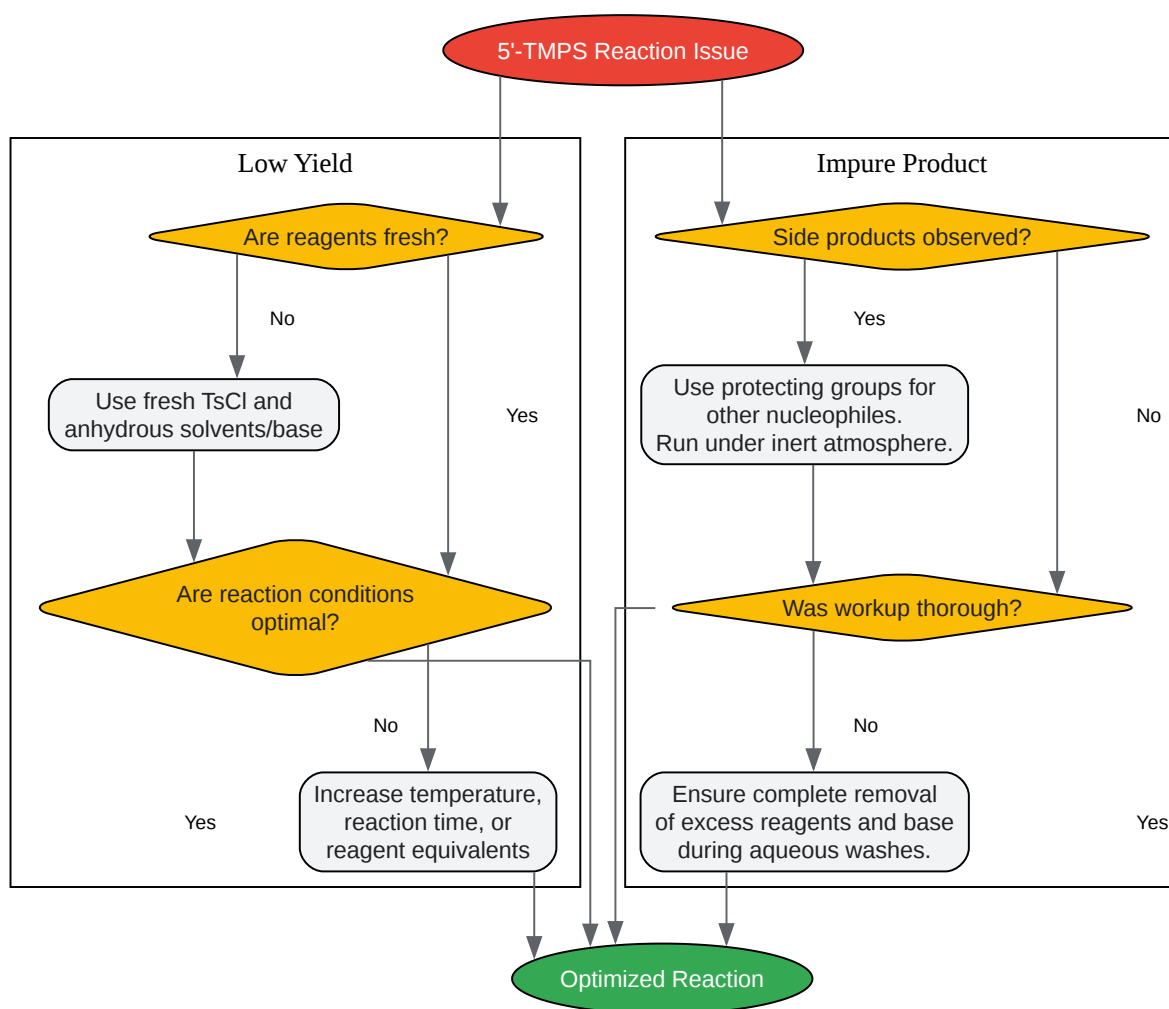 5'-TMPS Reaction Issue
Low Yield
Impure Product
Are reagents fresh?
Side products observed?
No
Yes
Use fresh TsCl and
anhydrous solvents/base
Yes
Use protecting groups for
other nucleophiles.
Run under inert atmosphere.
No
Are reaction conditions
optimal?
Was workup thorough?
No
No
Yes
Increase temperature,
reaction time, or
reagent equivalents
Ensure complete removal
of excess reagents and base
during aqueous washes.
Yes
Optimized Reaction